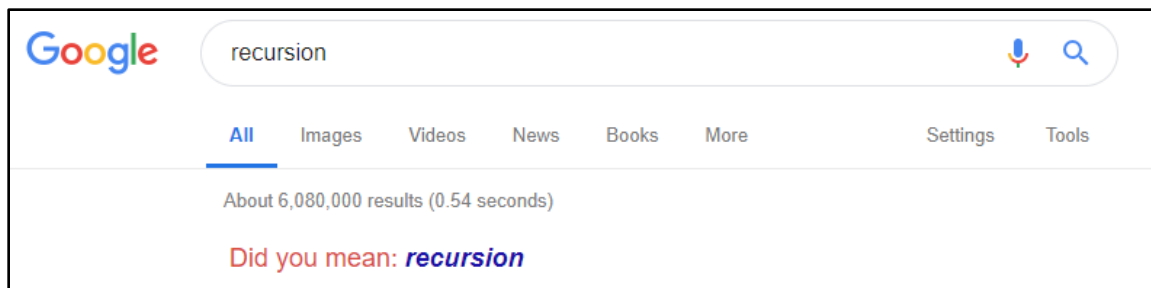 Google recursion
All Images Videos News Books More Settings Tools
About 6,080,000 results (0.54 seconds)
Did you mean: recursion